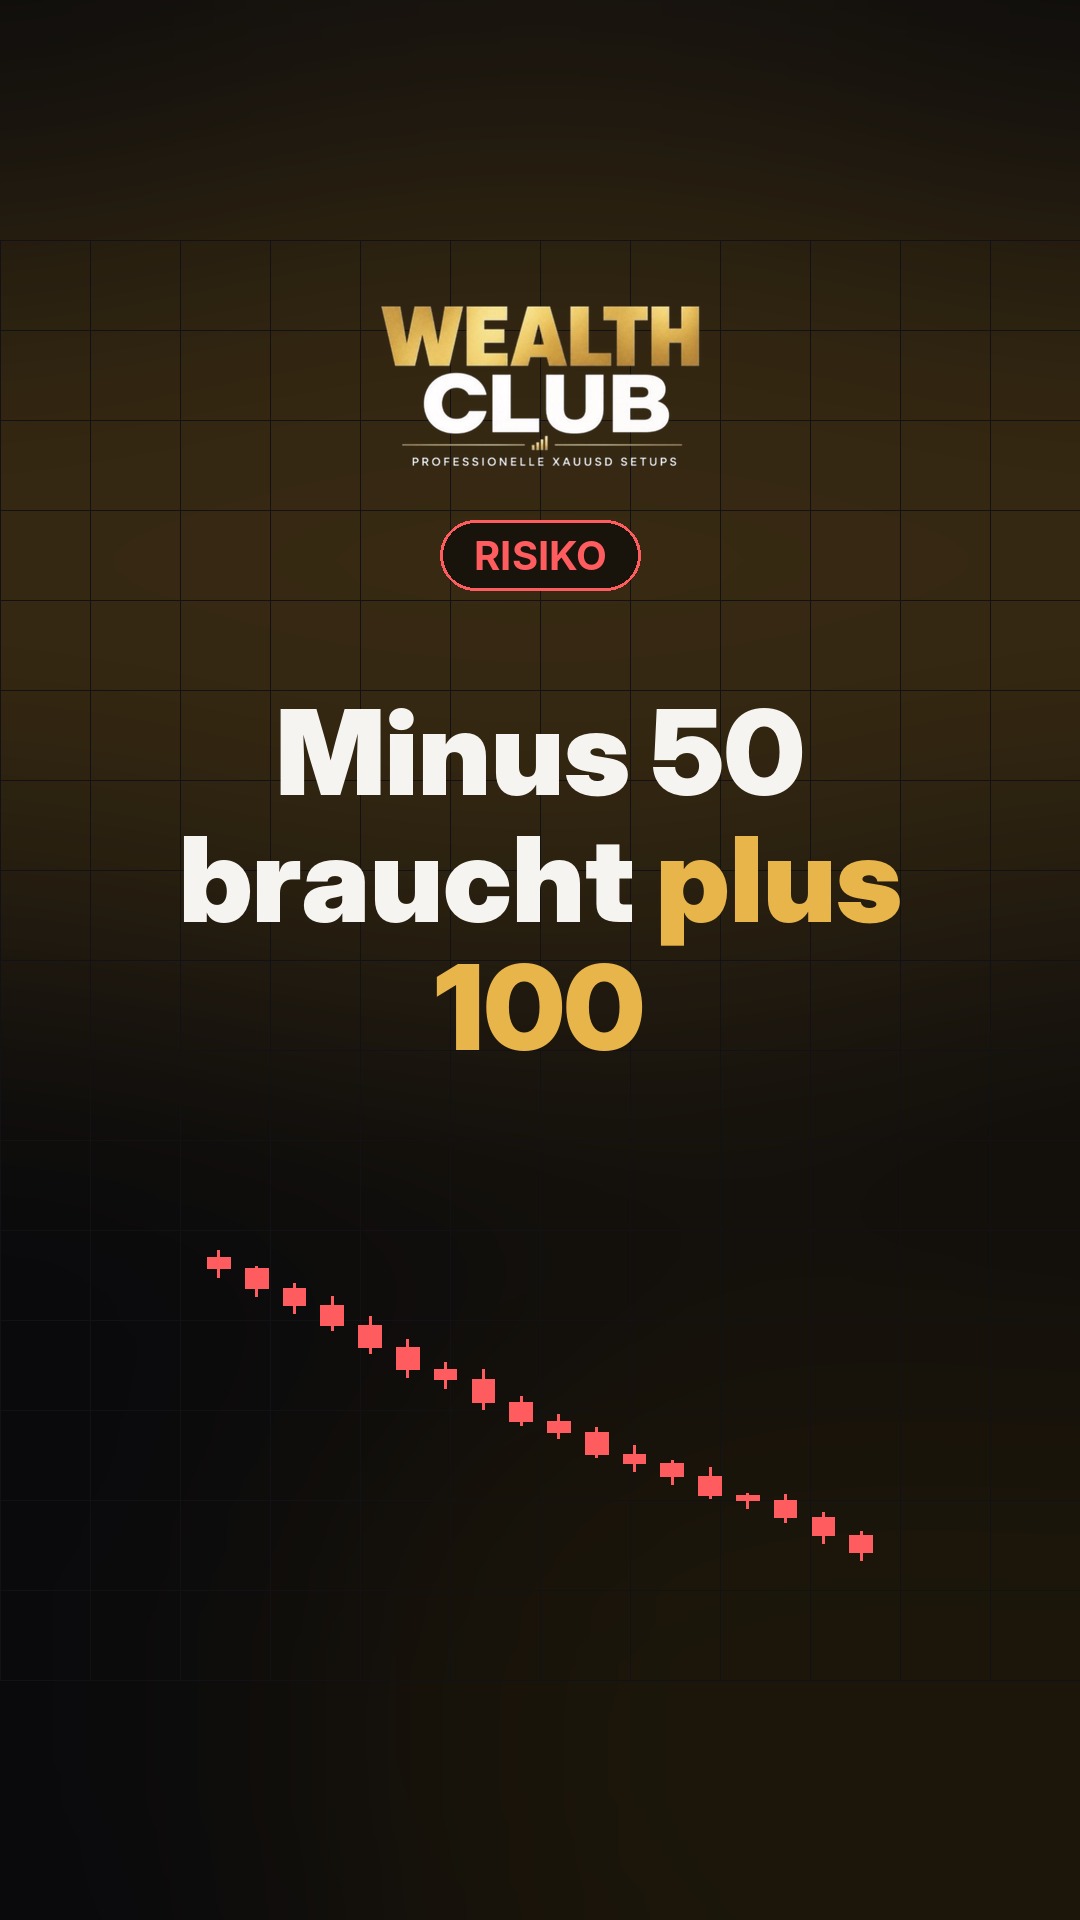 WEALTH
CLUB
PROFESSIONELLE XAUUSD SETUPS
RISIKO
Minus 50
braucht plus
100